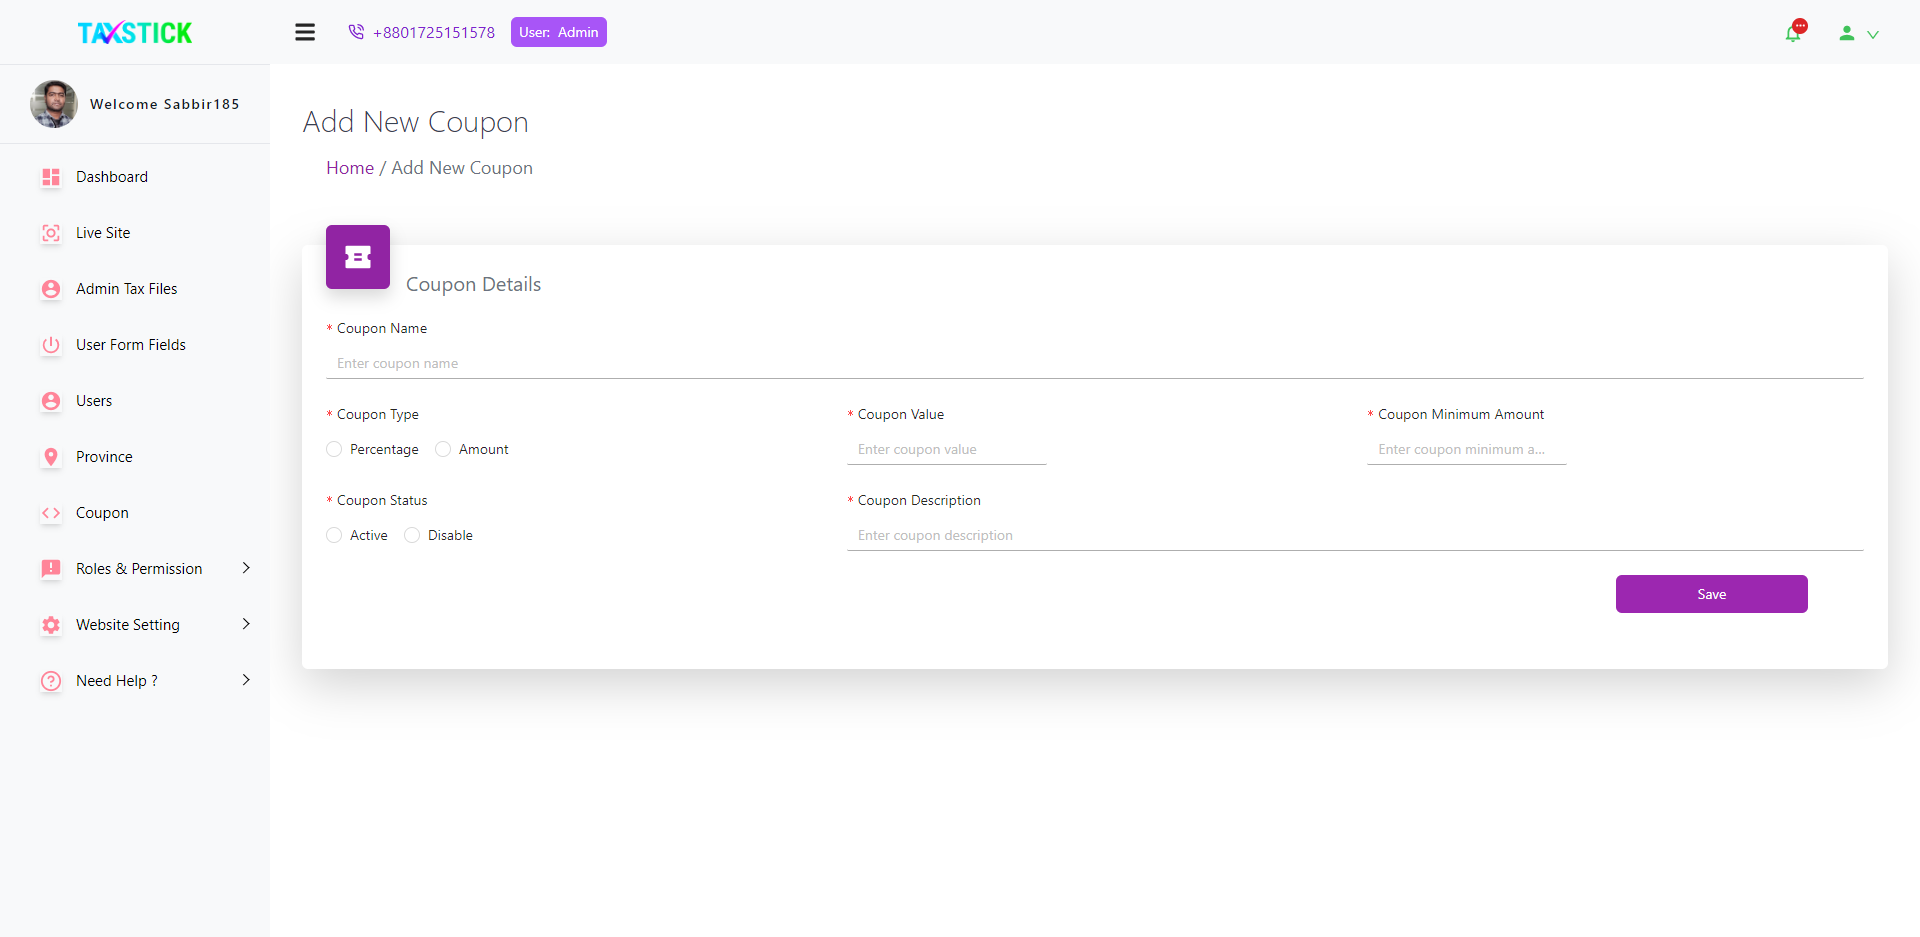 TAXSTICK
+8801725151578
User: Admin
Welcome Sabbir185
Dashboard
Live Site
Admin Tax Files
User Form Fields
Users
Province
Coupon
Roles & Permission
Website Setting
Need Help ?
Add New Coupon
Home / Add New Coupon
Coupon Details
* Coupon Name
Enter coupon name
* Coupon Type
Percentage Amount
* Coupon Value
Enter coupon value
* Coupon Minimum Amount
Enter coupon minimum a...
* Coupon Status
Active Disable
* Coupon Description
Enter coupon description
Save